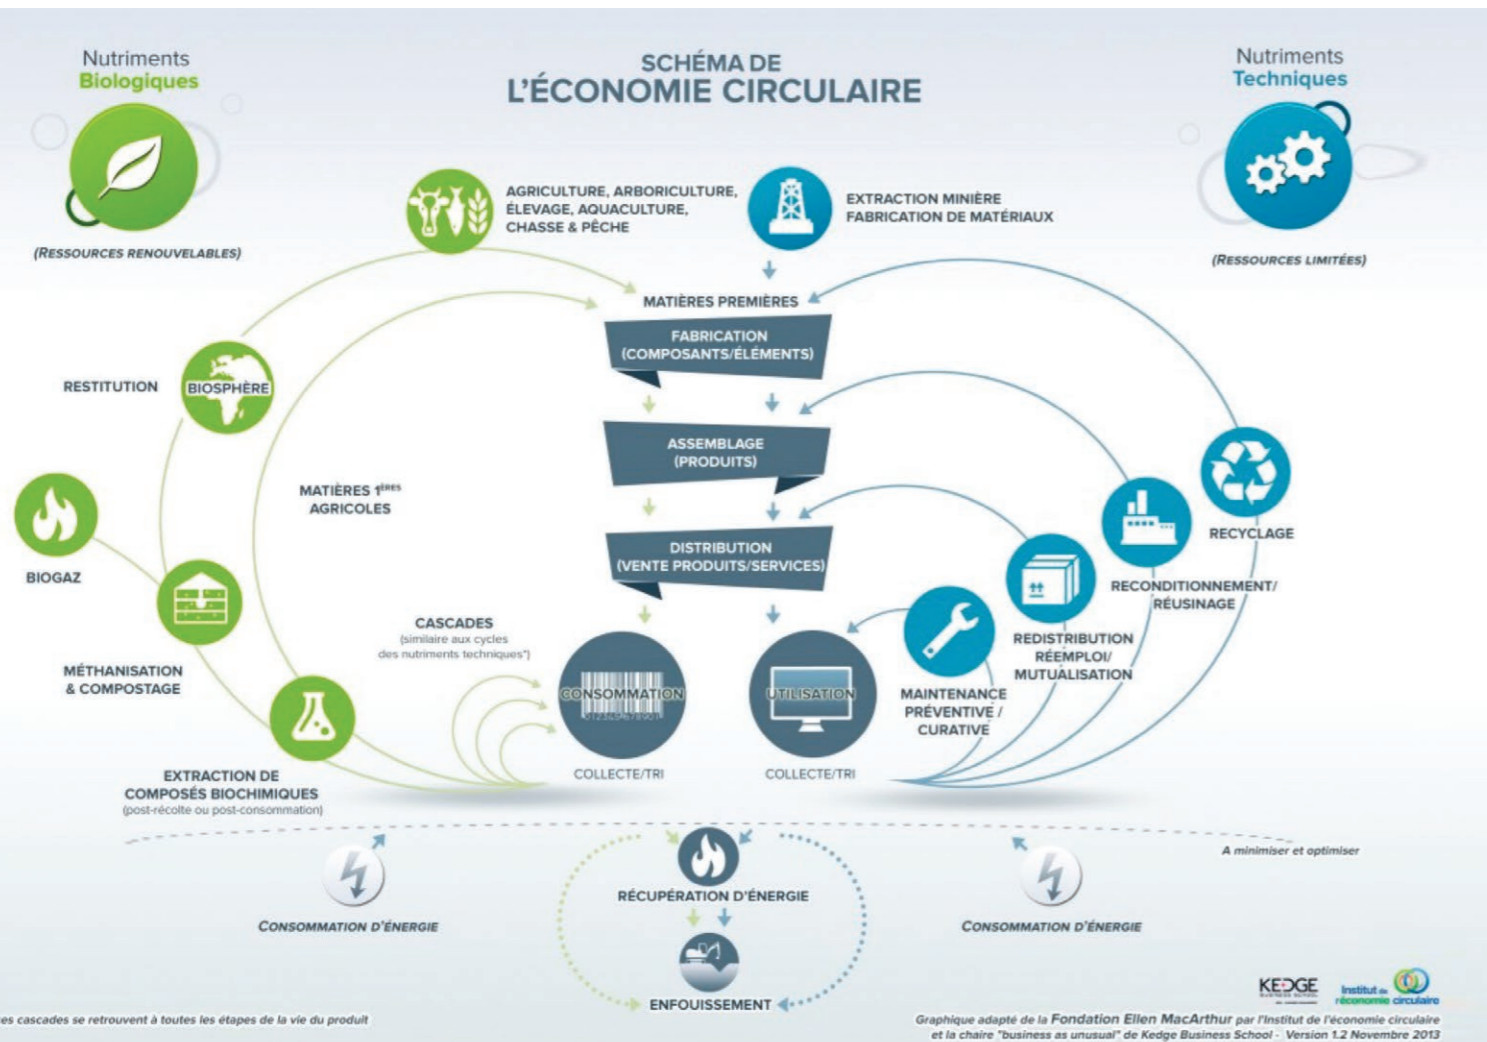 Nutriments
Biologiques
(RESSOURCES RENOUVELABLES)
SCHÉMA DE
L'ÉCONOMIE CIRCULAIRE
Nutriments
Techniques
(RESSOURCES LIMITÉES)
AGRICULTURE, ARBORICULTURE,
ÉLEVAGE, AQUACULTURE,
CHASSE & PÊCHE
EXTRACTION MINIÈRE
FABRICATION DE MATÉRIAUX
MATIÈRES PREMIÈRES
FABRICATION
(COMPOSANTS/ÉLÉMENTS)
RESTITUTION
BIOSPHÈRE
ASSEMBLAGE
(PRODUITS)
MATIÈRES 1ÈRES
AGRICOLES
DISTRIBUTION
(VENTE PRODUITS/SERVICES)
RECYCLAGE
BIOGAZ
RECONDITIONNEMENT/
RÉUSINAGE
CASCADES
(similaire aux cycles
des nutriments techniques*)
REDISTRIBUTION
RÉEMPLOI/
MUTUALISATION
MÉTHANISATION
& COMPOSTAGE
CONSOMMATION
UTILISATION
MAINTENANCE
PRÉVENTIVE /
CURATIVE
COLLECTE/TRI
COLLECTE/TRI
EXTRACTION DE
COMPOSÉS BIOCHIMIQUES
(post-récolte ou post-consommation)
A minimiser et optimiser
RÉCUPÉRATION D'ÉNERGIE
CONSOMMATION D'ÉNERGIE
CONSOMMATION D'ÉNERGIE
ENFOUISSEMENT
KEDGE
BUSINESS SCHOOL
Institut de
l'économie circulaire
cascades se retrouvent à toutes les étapes de la vie du produit
Graphique adapté de la Fondation Ellen MacArthur par l'Institut de l'économie circulaire
et la chaire "business as unusual" de Kedge Business School - Version 1.2 Novembre 2013